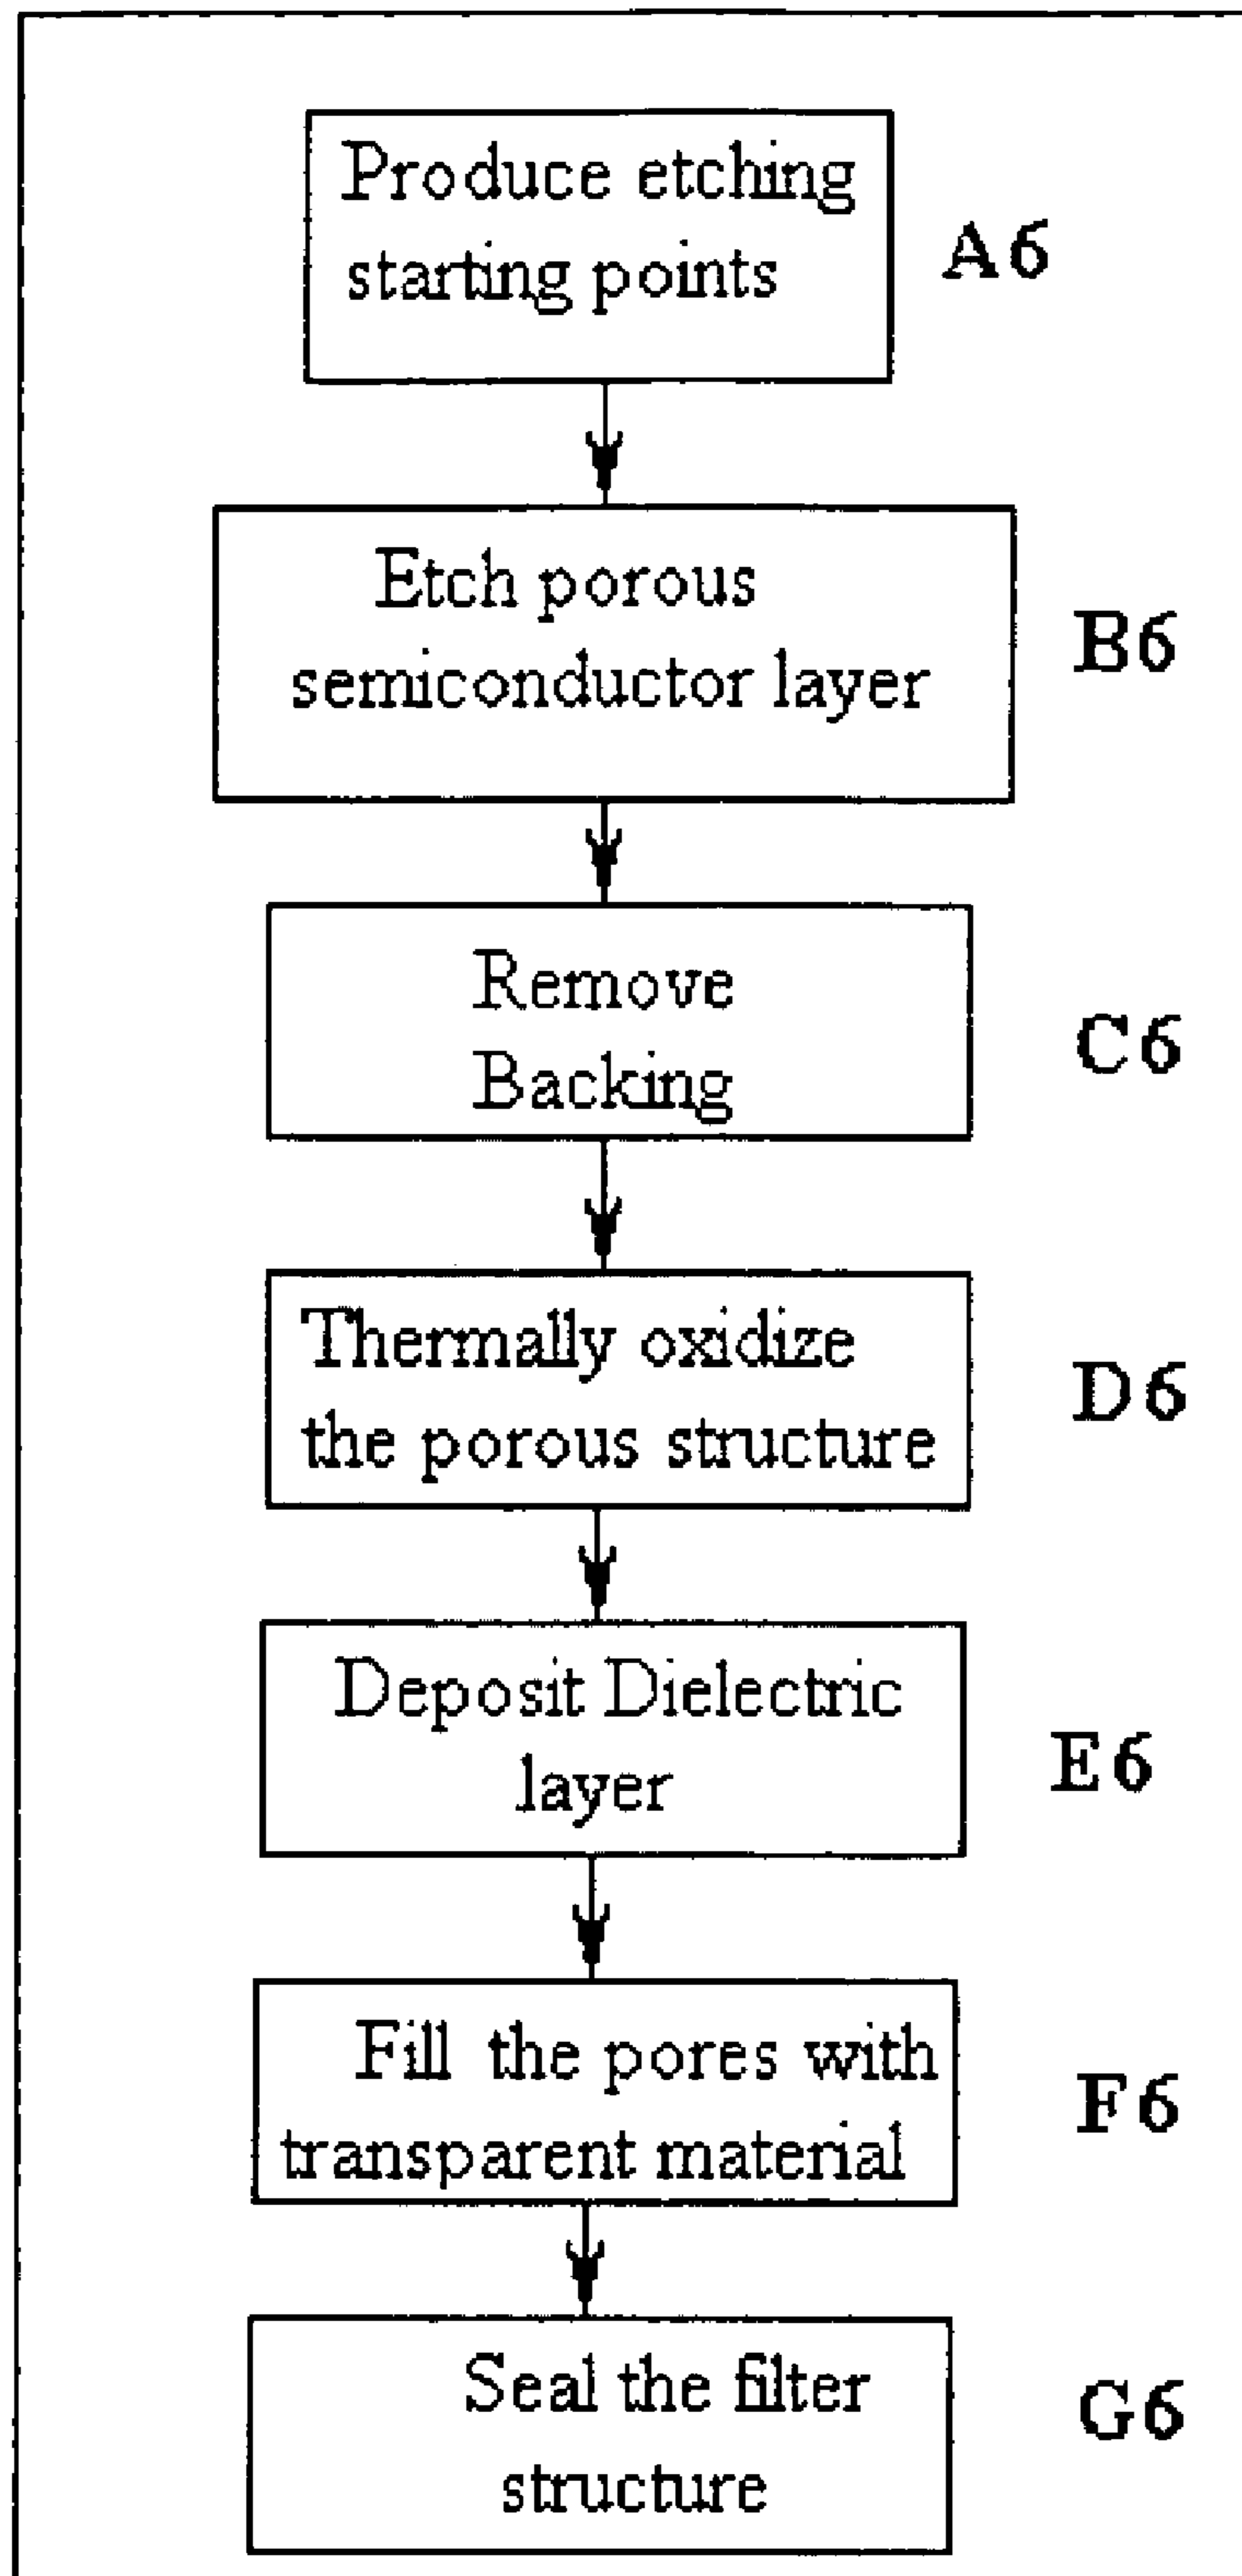 Produce etching
starting points
A6
Etch porous
semiconductor layer
B6
Remove
Backing
C6
Thermally oxidize
the porous structure
D6
Deposit Dielectric
layer
E6
Fill the pores with
transparent material
F6
Seal the filter
structure
G6